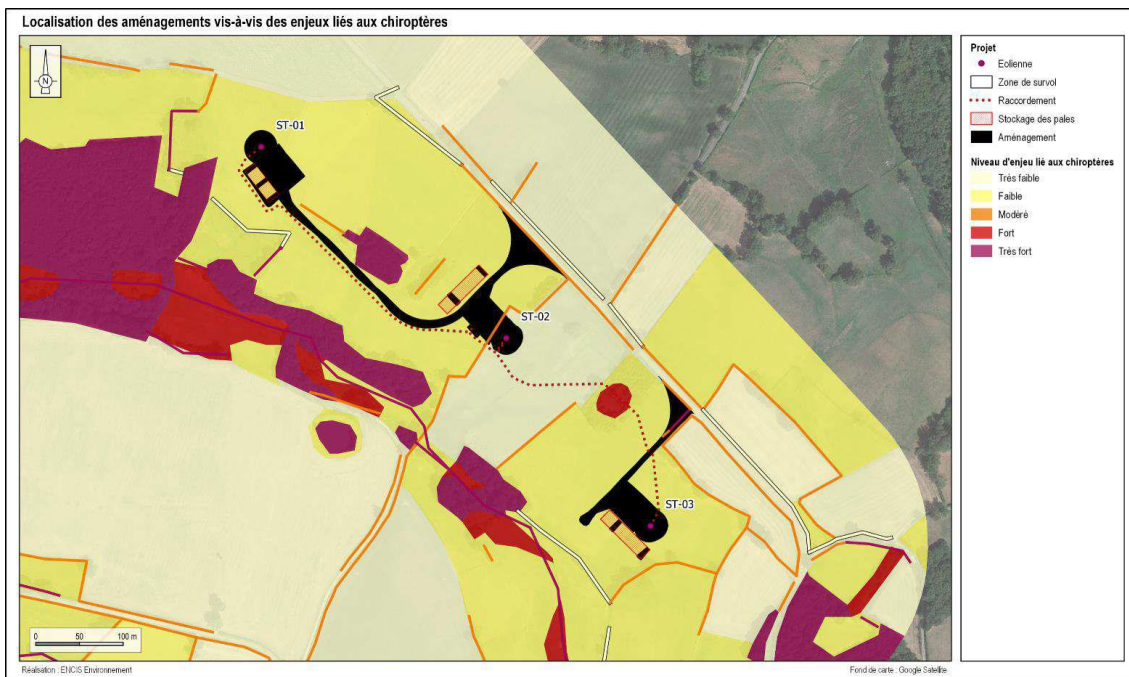 Localisation des aménagements vis-à-vis des enjeux liés aux chiroptères
N
ST-01
ST-02
ST-03
0 50 100 m
Projet
Eolienne
Zone de survol
Raccordement
Stockage des pales
Aménagement
Niveau d'enjeu lié aux chiroptères
Très faible
Faible
Modéré
Fort
Très fort
Réalisation : ENCIS Environnement
Fond de carte : Google Satellite